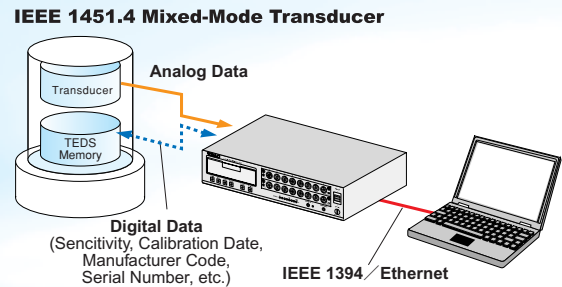 IEEE 1451.4 Mixed-Mode Transducer
Analog Data
Transducer
TEDS
Memory
Digital Data
(Sencitivity, Calibration Date,
Manufacturer Code,
Serial Number, etc.)
IEEE 1394／Ethernet